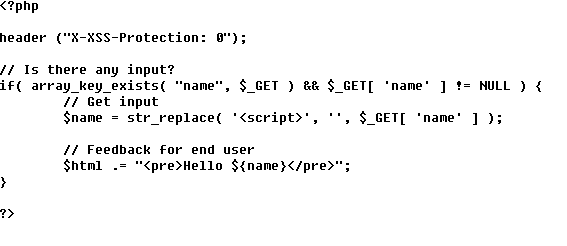 <?php
header ("X-XSS-Protection: 0");
// Is there any input?
if( array_key_exists( "name", $_GET ) && $_GET[ 'name' ] != NULL ) {
// Get input
$name = str_replace( '<script>', '', $_GET[ 'name' ] );
// Feedback for end user
$html .= "<pre>Hello ${name}</pre>";
}
?>